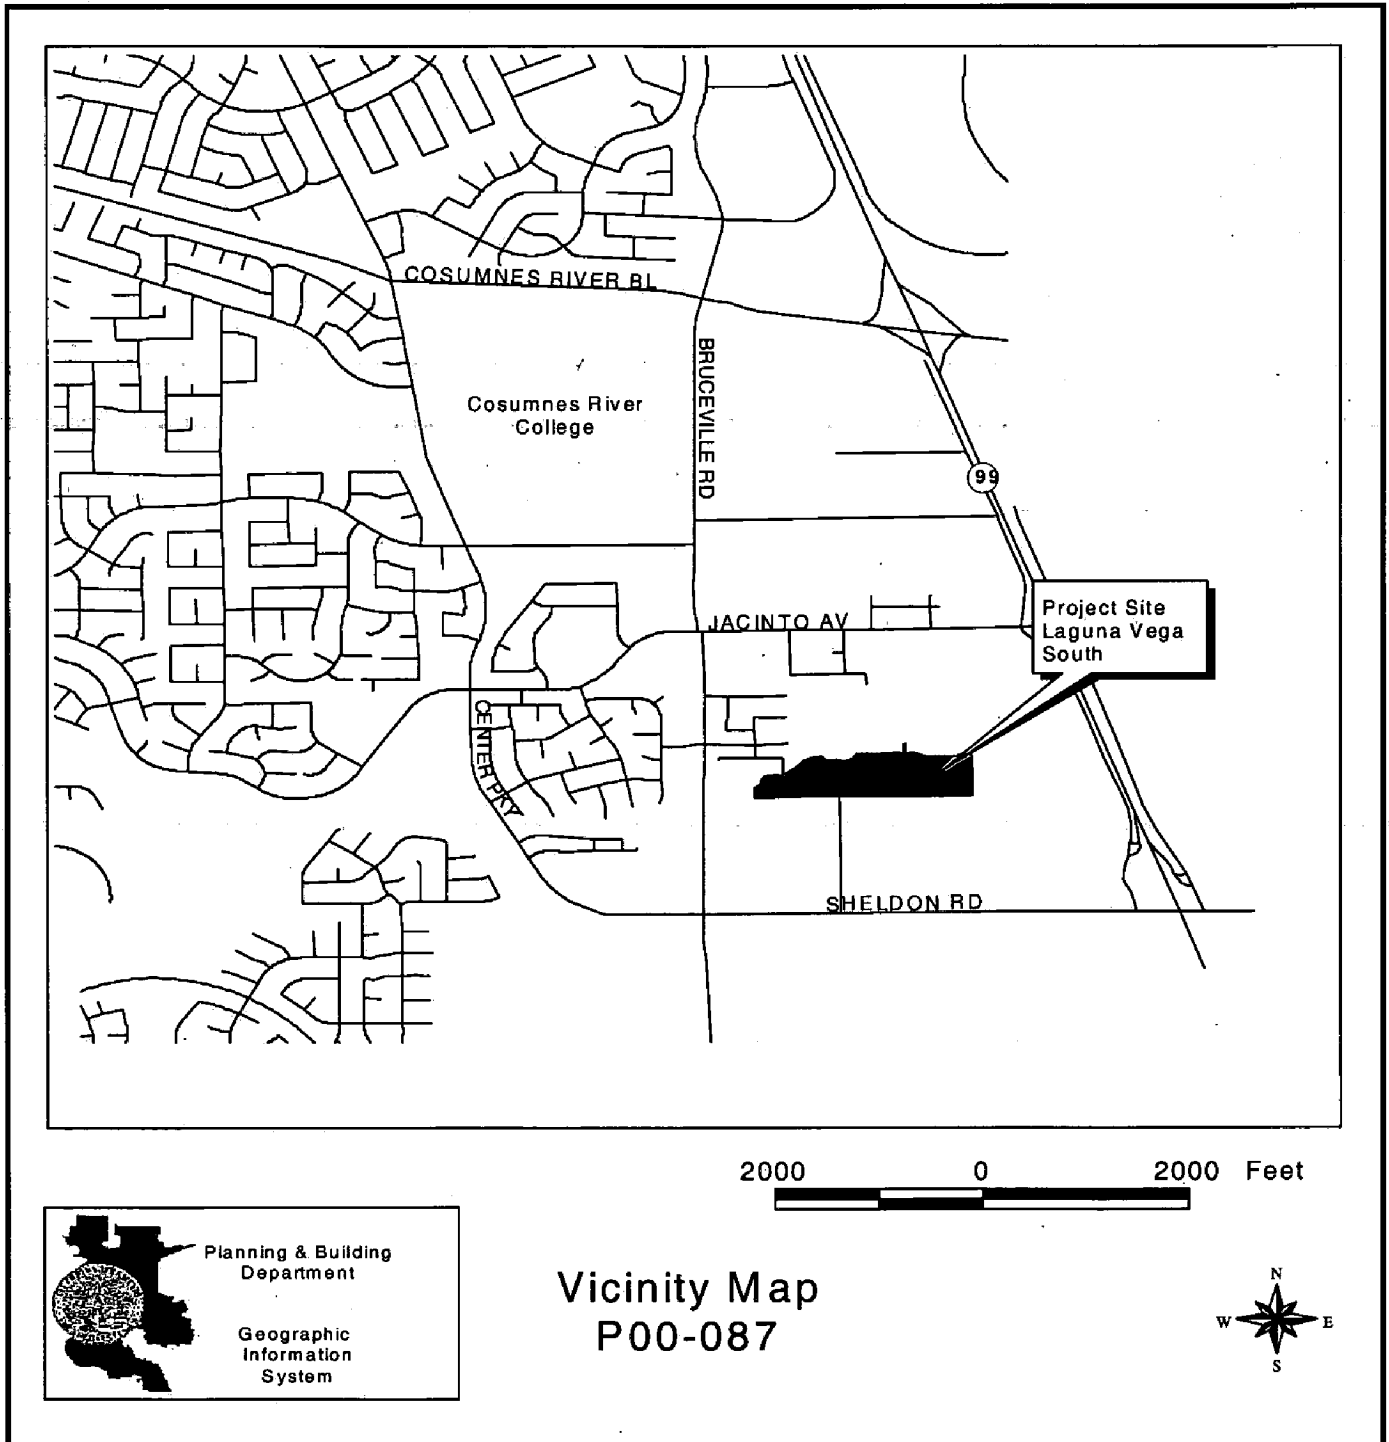 COSUMNES RIVER BL
BRUCEVILLE RD
Cosumnes River
College
99
JACINTO AV
Project Site
Laguna Vega
South
CENTER PKY
SHELDON RD
2000 0 2000 Feet
Planning & Building
Department
Geographic
Information
System
Vicinity Map
P00-087
N
W E
S